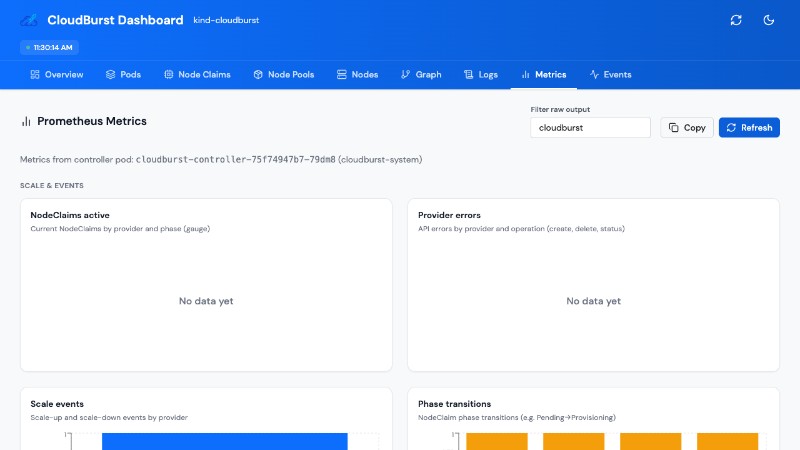 CloudBurst Dashboard kind-cloudburst
11:30:14 AM
Overview Pods Node Claims Node Pools Nodes Graph Logs Metrics Events
Prometheus Metrics
Filter raw output
cloudburst
Copy
Refresh
Metrics from controller pod: cloudburst-controller-75f74947b7-79dm8 (cloudburst-system)
SCALE & EVENTS
NodeClaims active
Current NodeClaims by provider and phase (gauge)
No data yet
Provider errors
API errors by provider and operation (create, delete, status)
No data yet
Scale events
Scale-up and scale-down events by provider
1
Phase transitions
NodeClaim phase transitions (e.g. Pending→Provisioning)
1